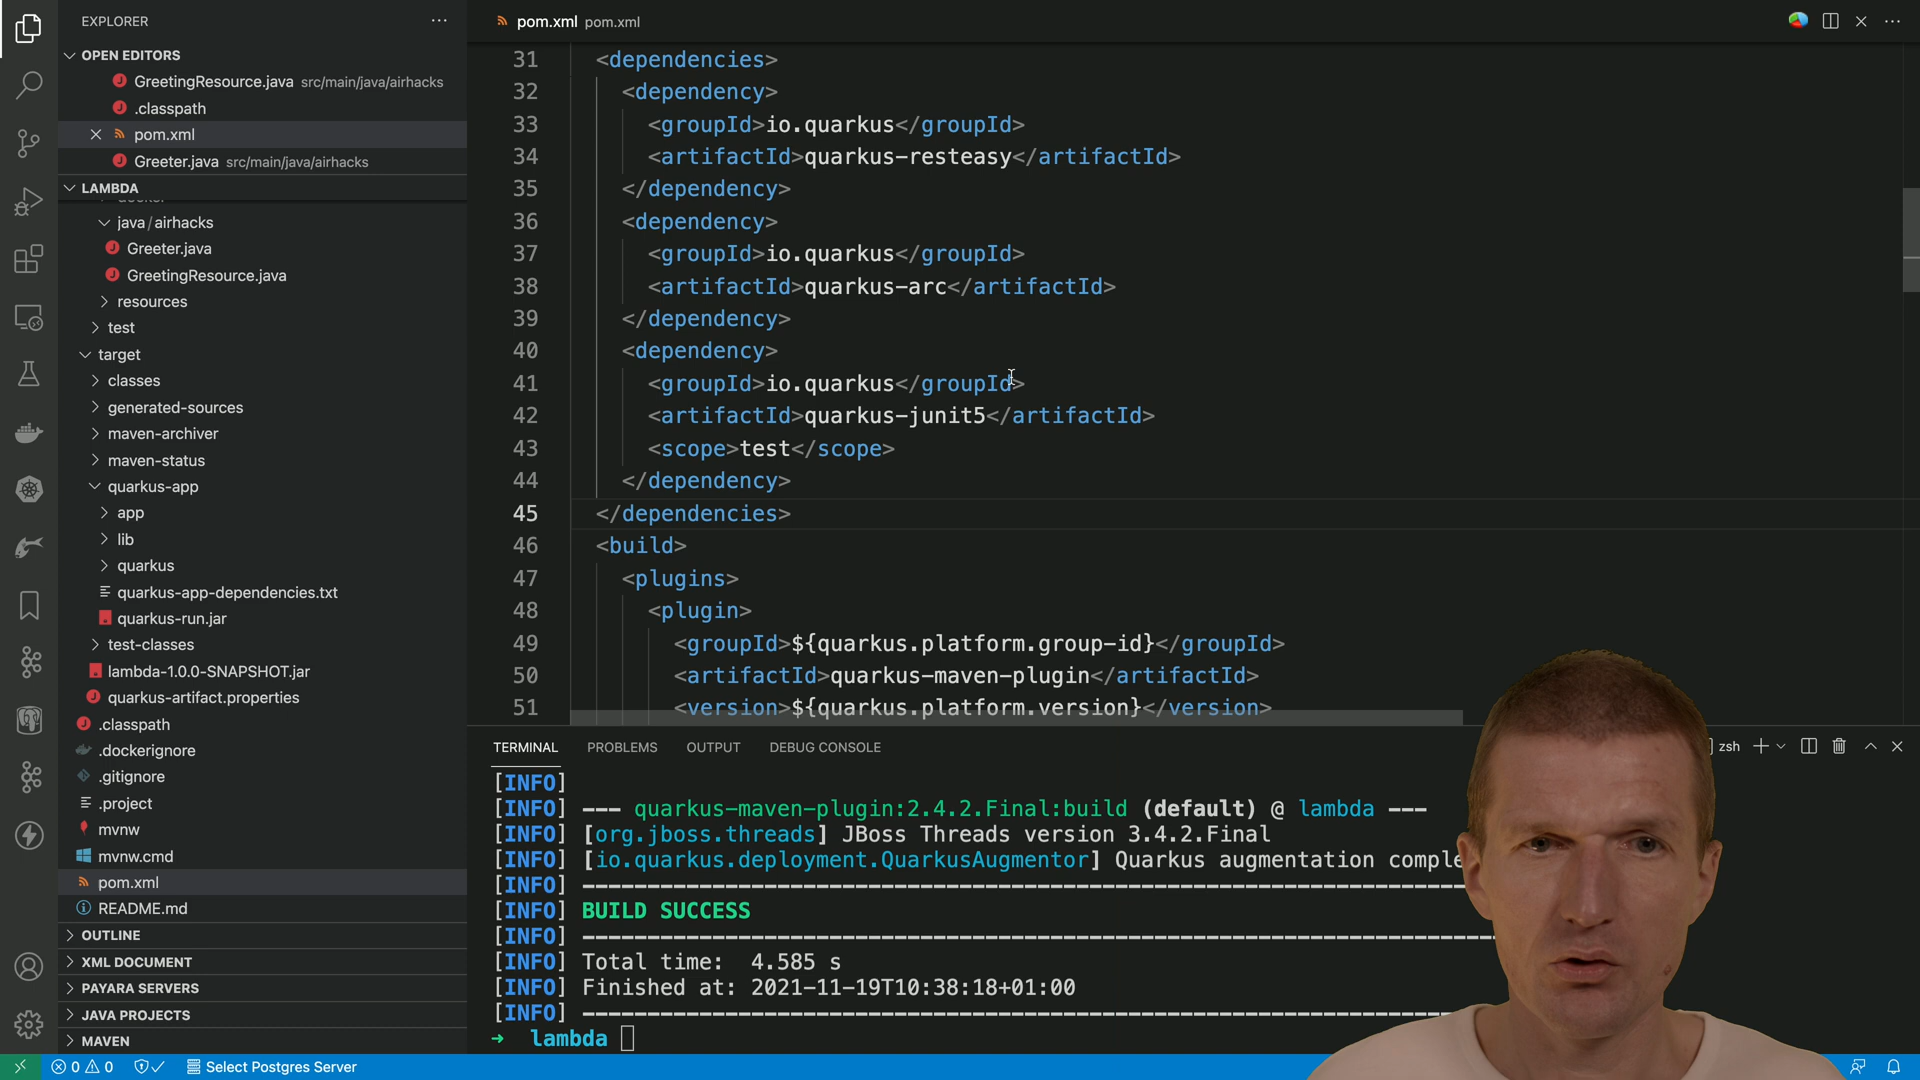 EXPLORER
OPEN EDITORS
GreetingResource.java src/main/java/airhacks
.classpath
pom.xml
Greeter.java src/main/java/airhacks
LAMBDA
docker
java / airhacks
Greeter.java
GreetingResource.java
resources
test
target
classes
generated-sources
maven-archiver
maven-status
quarkus-app
app
lib
quarkus
quarkus-app-dependencies.txt
quarkus-run.jar
test-classes
lambda-1.0.0-SNAPSHOT.jar
quarkus-artifact.properties
.classpath
.dockerignore
.gitignore
.project
mvnw
mvnw.cmd
pom.xml
README.md
OUTLINE
XML DOCUMENT
PAYARA SERVERS
JAVA PROJECTS
MAVEN
pom.xml pom.xml
31 <dependencies>
32 <dependency>
33 <groupId>io.quarkus</groupId>
34 <artifactId>quarkus-resteasy</artifactId>
35 </dependency>
36 <dependency>
37 <groupId>io.quarkus</groupId>
38 <artifactId>quarkus-arc</artifactId>
39 </dependency>
40 <dependency>
41 <groupId>io.quarkus</groupId>
42 <artifactId>quarkus-junit5</artifactId>
43 <scope>test</scope>
44 </dependency>
45 </dependencies>
46 <build>
47 <plugins>
48 <plugin>
49 <groupId>${quarkus.platform.group-id}</groupId>
50 <artifactId>quarkus-maven-plugin</artifactId>
51 <version>${quarkus.platform.version}</version>
TERMINAL PROBLEMS OUTPUT DEBUG CONSOLE
zsh
[INFO]
[INFO] --- quarkus-maven-plugin:2.4.2.Final:build (default) @ lambda ---
[INFO] [org.jboss.threads] JBoss Threads version 3.4.2.Final
[INFO] [io.quarkus.deployment.QuarkusAugmentor] Quarkus augmentation comple
[INFO] ------------------------------------------------------------------------
[INFO] BUILD SUCCESS
[INFO] ------------------------------------------------------------------------
[INFO] Total time: 4.585 s
[INFO] Finished at: 2021-11-19T10:38:18+01:00
[INFO] ------------------------------------------------------------------------
→ lambda
0 0 Select Postgres Server